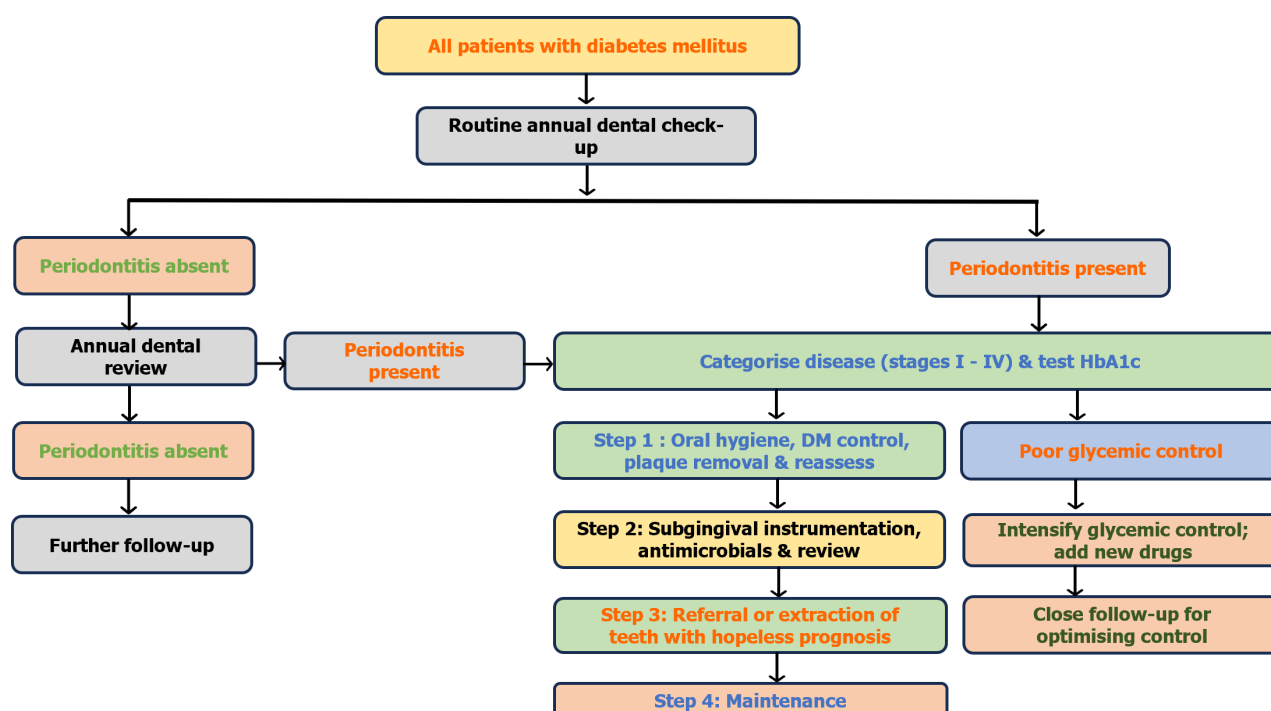 All patients with diabetes mellitus
Routine annual dental check-
up
Periodontitis absent
Periodontitis present
Annual dental
review
Periodontitis
present
Categorise disease (stages I - IV) & test HbA1c
Periodontitis absent
Step 1 : Oral hygiene, DM control,
plaque removal & reassess
Poor glycemic control
Further follow-up
Step 2: Subgingival instrumentation,
antimicrobials & review
Intensify glycemic control;
add new drugs
Step 3: Referral or extraction of
teeth with hopeless prognosis
Close follow-up for
optimising control
Step 4: Maintenance